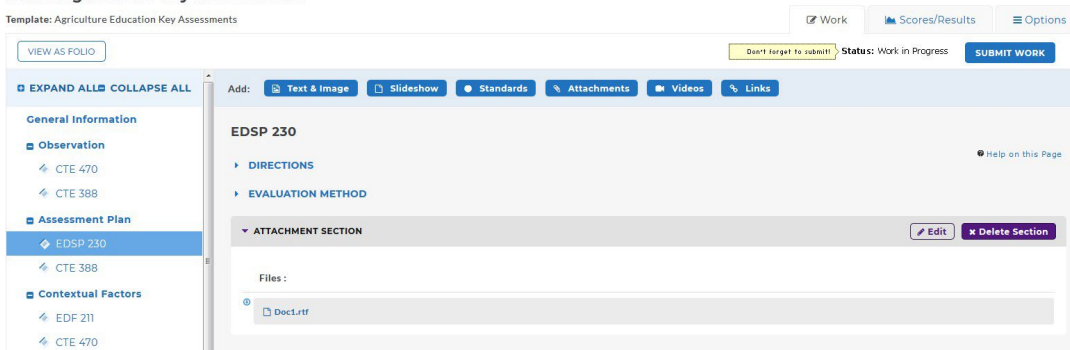 Template: Agriculture Education Key Assessments
Work
Scores/Results
Options
VIEW AS FOLIO
Don't forget to submit!
Status: Work in Progress
SUBMIT WORK
EXPAND ALL COLLAPSE ALL
Add: Text & Image Slideshow Standards Attachments Videos Links
General Information
Observation
CTE 470
CTE 388
Assessment Plan
EDSP 230
CTE 388
Contextual Factors
EDF 211
CTE 470
EDSP 230
Help on this Page
DIRECTIONS
EVALUATION METHOD
ATTACHMENT SECTION
Edit
Delete Section
Files :
Doc1.rtf